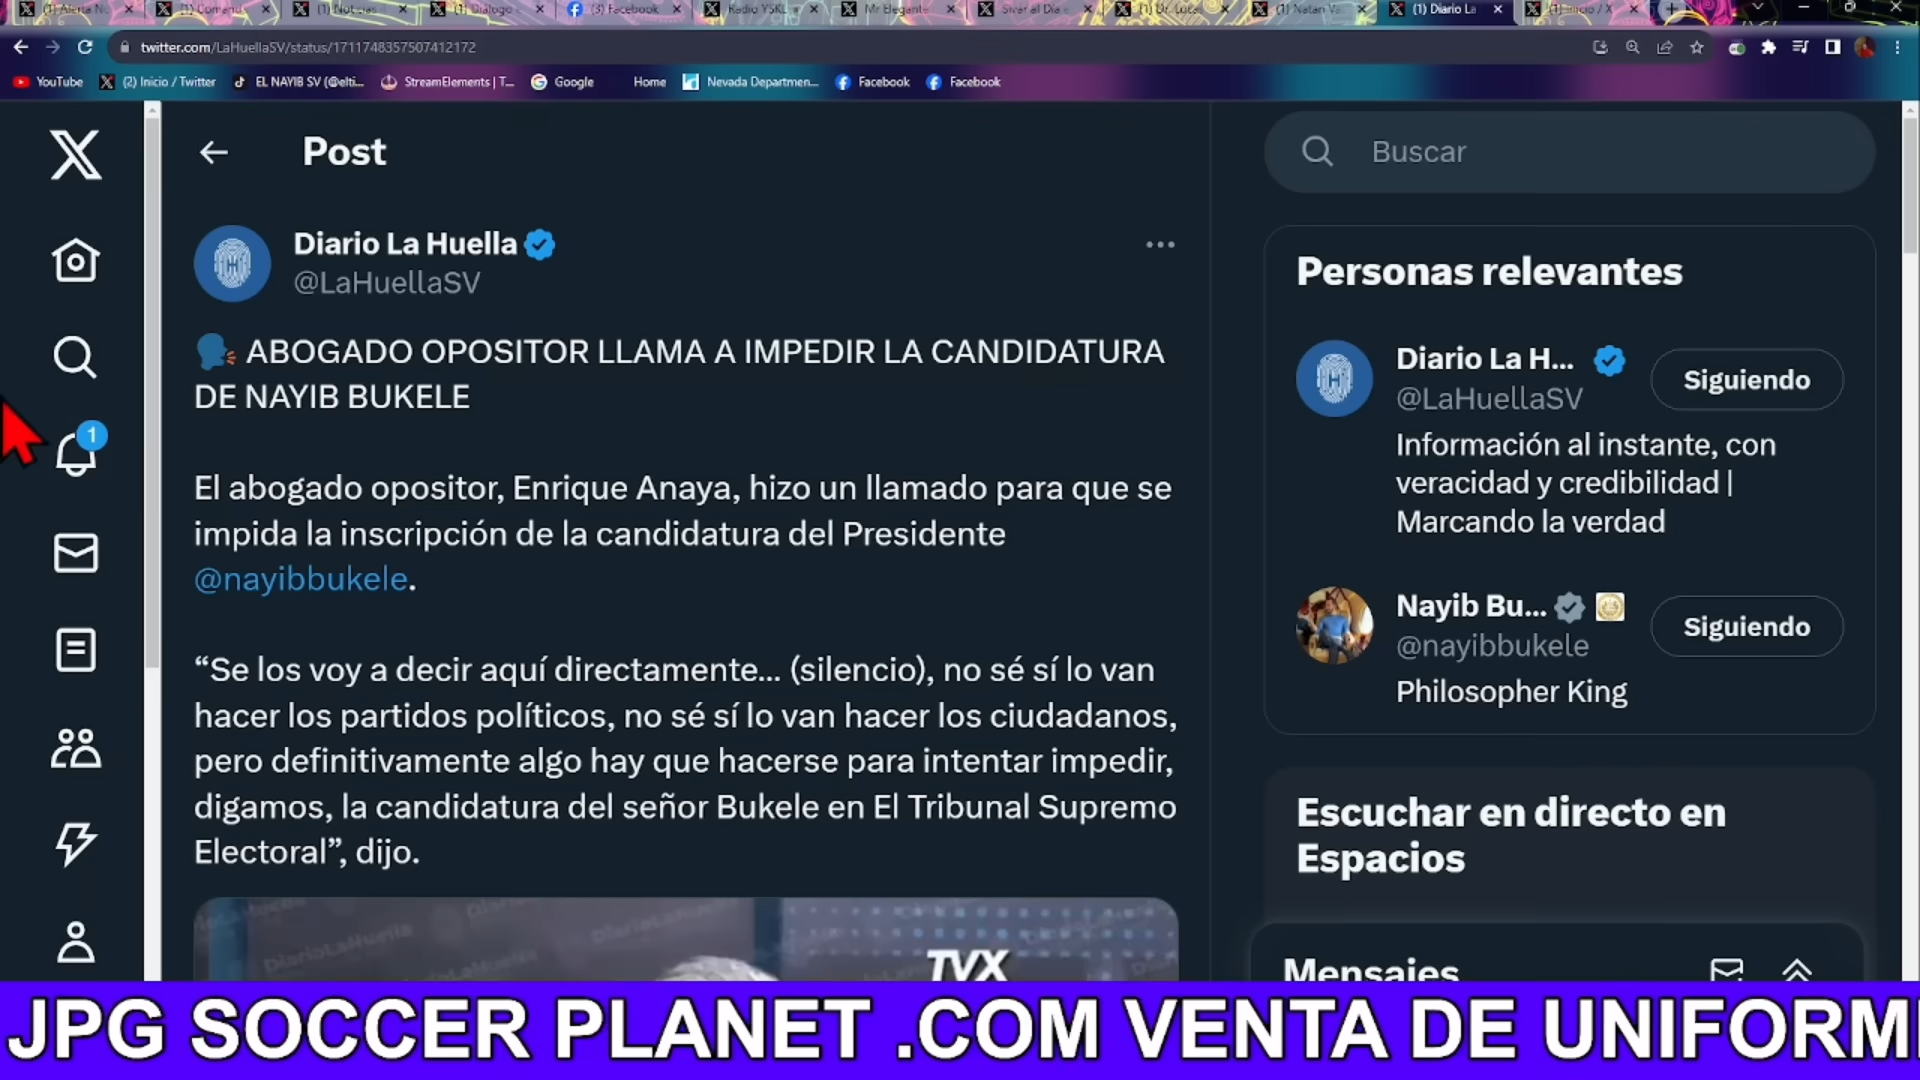 twitter.com/LaHuellaSV/status/1711748357507412172
YouTube
(2) Inicio / Twitter
EL NAYIB SV (@elti...
StreamElements | T...
Google
Home
Nevada Departmen...
Facebook
Facebook
Post
Diario La Huella
@LaHuellaSV
ABOGADO OPOSITOR LLAMA A IMPEDIR LA CANDIDATURA
DE NAYIB BUKELE
El abogado opositor, Enrique Anaya, hizo un llamado para que se
impida la inscripción de la candidatura del Presidente
@nayibbukele.
“Se los voy a decir aquí directamente... (silencio), no sé sí lo van
hacer los partidos políticos, no sé sí lo van hacer los ciudadanos,
pero definitivamente algo hay que hacerse para intentar impedir,
digamos, la candidatura del señor Bukele en El Tribunal Supremo
Electoral”, dijo.
TVX
Buscar
Personas relevantes
Diario La H...
@LaHuellaSV
Siguiendo
Información al instante, con
veracidad y credibilidad |
Marcando la verdad
Nayib Bu...
@nayibbukele
Siguiendo
Philosopher King
Escuchar en directo en
Espacios
Mensajes
1
JPG SOCCER PLANET .COM VENTA DE UNIFORM